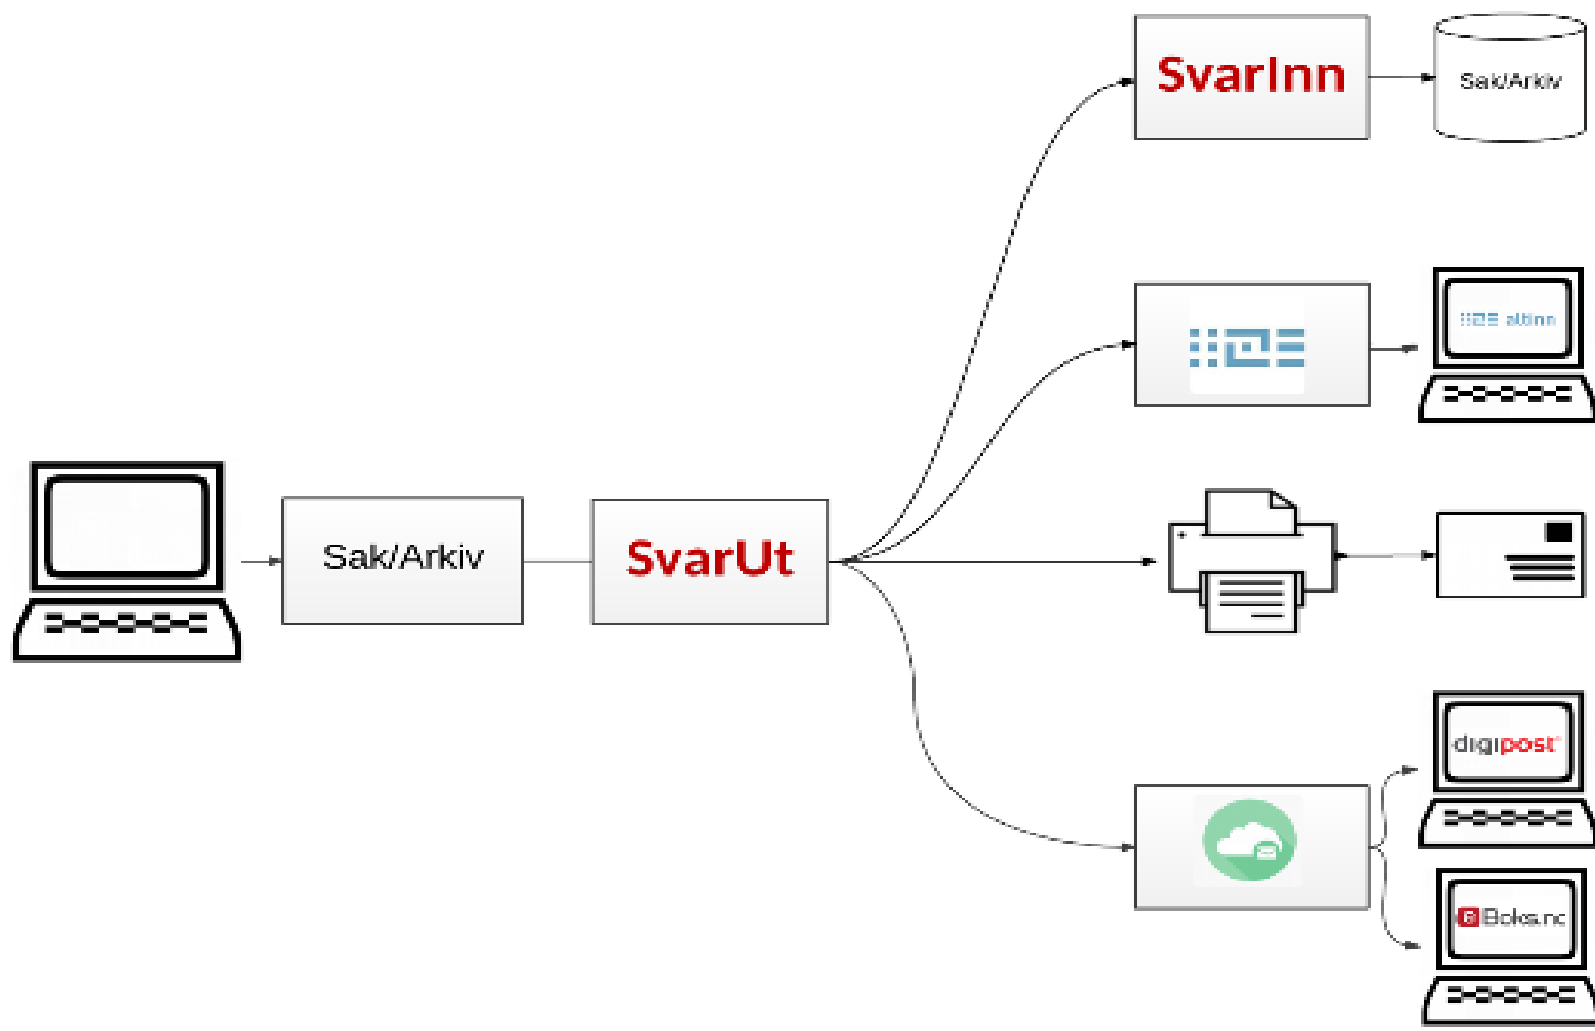 SvarInn
Sak/Arkiv
altinn
Sak/Arkiv
SvarUt
digipost
Boks.no